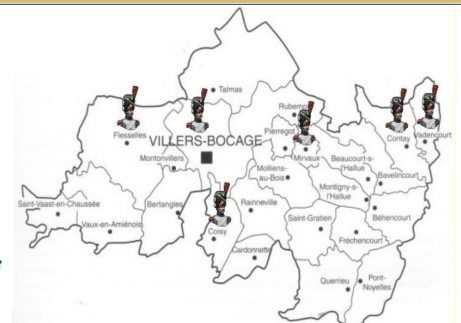 Talmas
Rubempré
Flesselles
Pierregot
Contay
Vadencourt
VILLERS-BOCAGE
Mirvaux
Montonvillers
Beaucourt-s-
l'Hallue
Molliens-
au-Bois
Bavelincourt
Montigny-s-
l'Hallue
Saint-Vaast-en-Chaussée
Bertangles
Rainneville
Béhencourt
Saint-Gratien
Vaux-en-Amiénois
Coisy
Fréchencourt
Cardonnette
Querrieu
Pont-
Noyelles